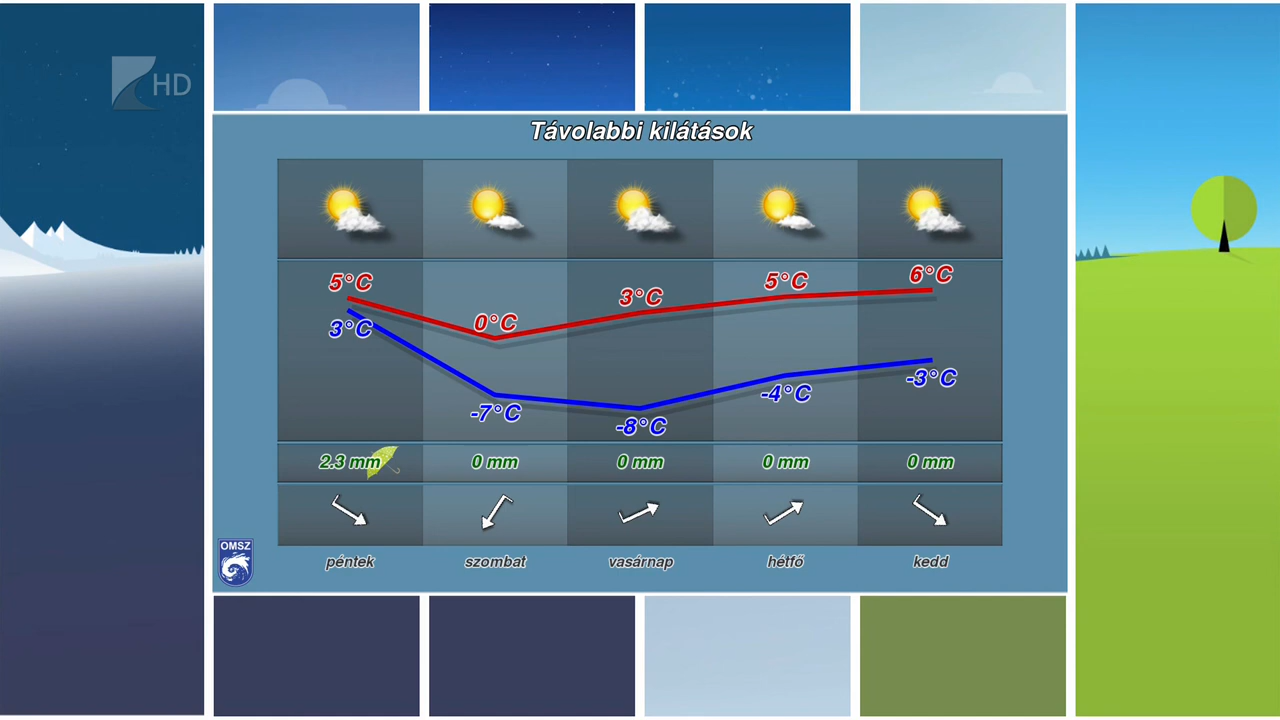 HD
Távolabbi kilátások
5°C 0°C 3°C 5°C 6°C
3°C -7°C -8°C -4°C -3°C
2.3 mm 0 mm 0 mm 0 mm 0 mm
OMSZ
péntek szombat vasárnap hétfő kedd